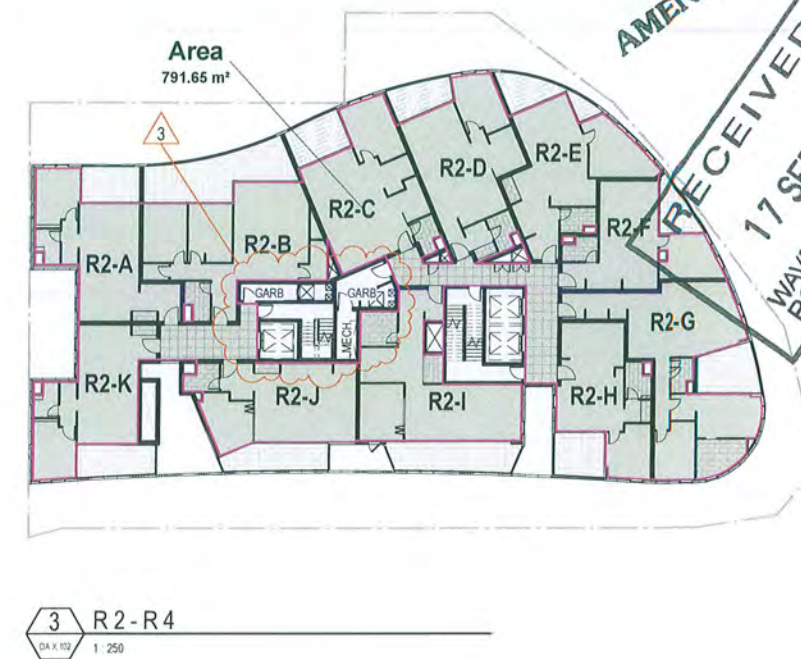 Area
791.65 m²
3
RECEIVED
17 SE
R2-A
R2-B
R2-C
R2-D
R2-E
R2-F
R2-G
GARB
GARB
MECH.
R2-K
R2-J
R2-I
R2-H
W
W
3 R2-R4
DA X.102 1 : 250